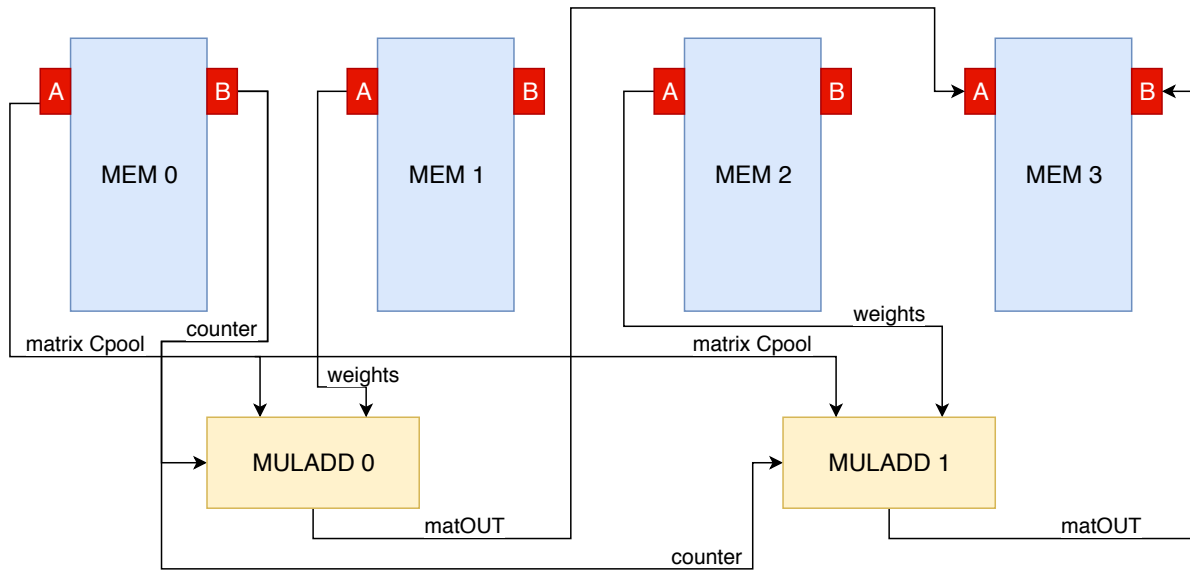 A
B
A
B
A
B
A
B
MEM 0
MEM 1
MEM 2
MEM 3
weights
counter
matrix Cpool
matrix Cpool
weights
MULADD 0
MULADD 1
matOUT
matOUT
counter